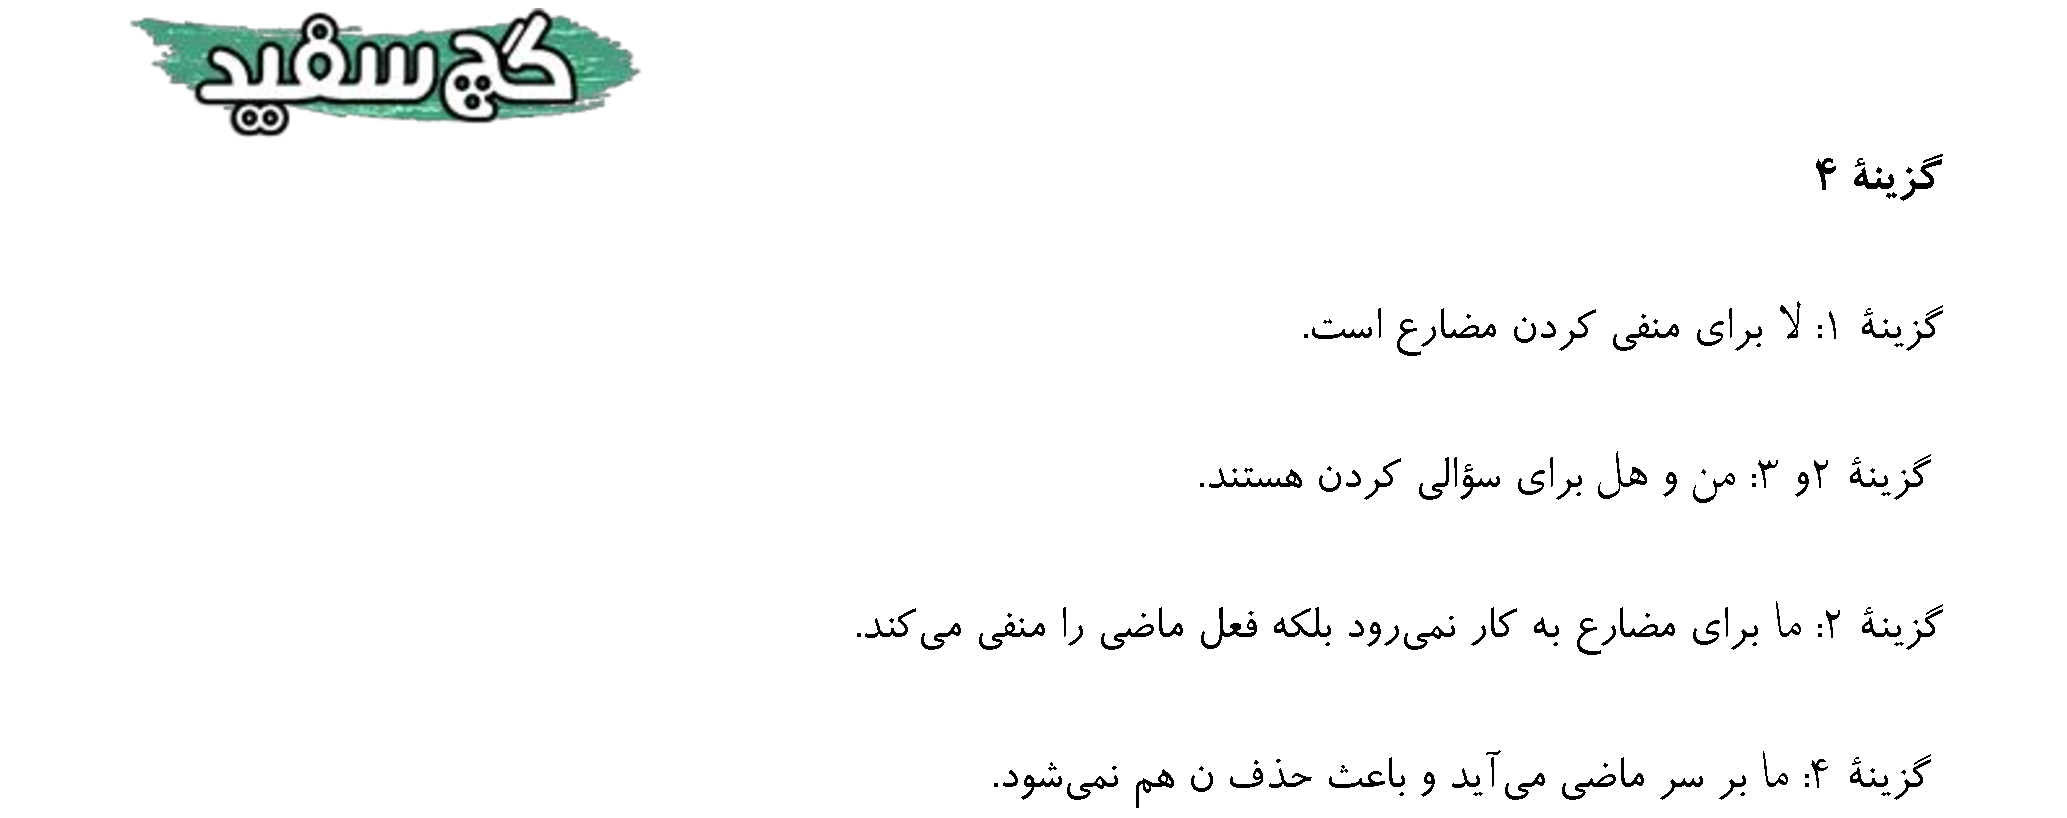 گچ سفید
گزینهٔ ۴
گزینهٔ ۱: لا برای منفی کردن مضارع است.
گزینهٔ ۲و ۳: من و هل برای سؤالی کردن هستند.
گزینهٔ ۲: ما برای مضارع به کار نمی‌رود بلکه فعل ماضی را منفی می‌کند.
گزینهٔ ۴: ما بر سر ماضی می‌آید و باعث حذف ن هم نمی‌شود.